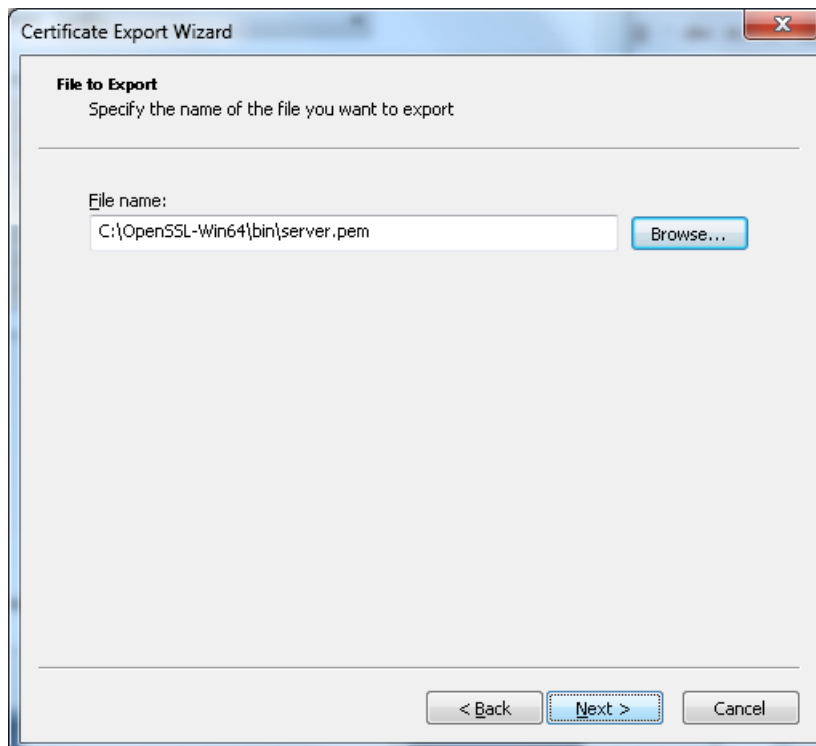 Certificate Export Wizard
File to Export
Specify the name of the file you want to export
File name:
C:\OpenSSL-Win64\bin\server.pem
Browse...
< Back
Next >
Cancel